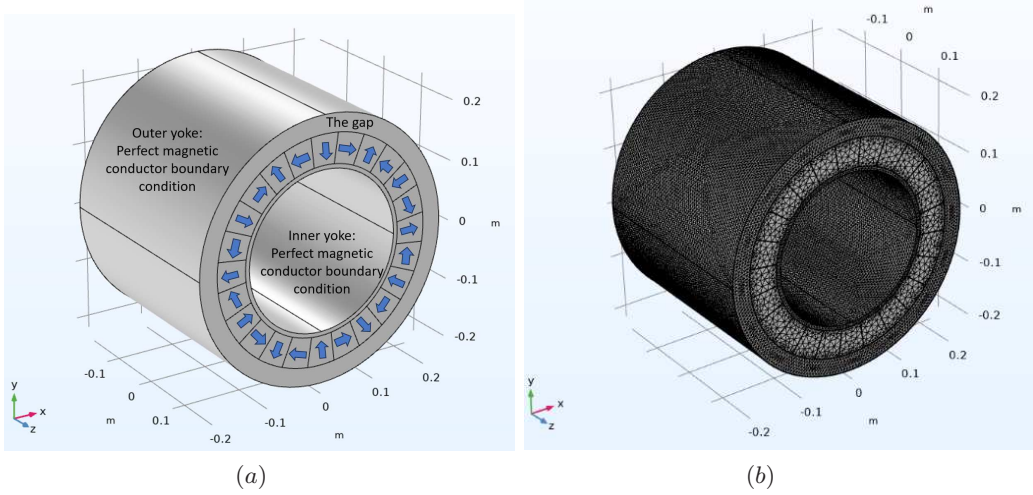 m
-0.1
0
0.1
m
0.2
0.2
The gap
Outer yoke:
Perfect magnetic
conductor boundary
condition
0.1
0.1
0
m
0
m
Inner yoke:
Perfect magnetic
conductor boundary
condition
-0.1
-0.1
-0.2
-0.2
-0.1
0.2
0.2
0
0.1
0.1
0.1
0
0
m
-0.1
-0.1
-0.2
m
m
-0.2
y
x
z
y
x
z
(a)
(b)